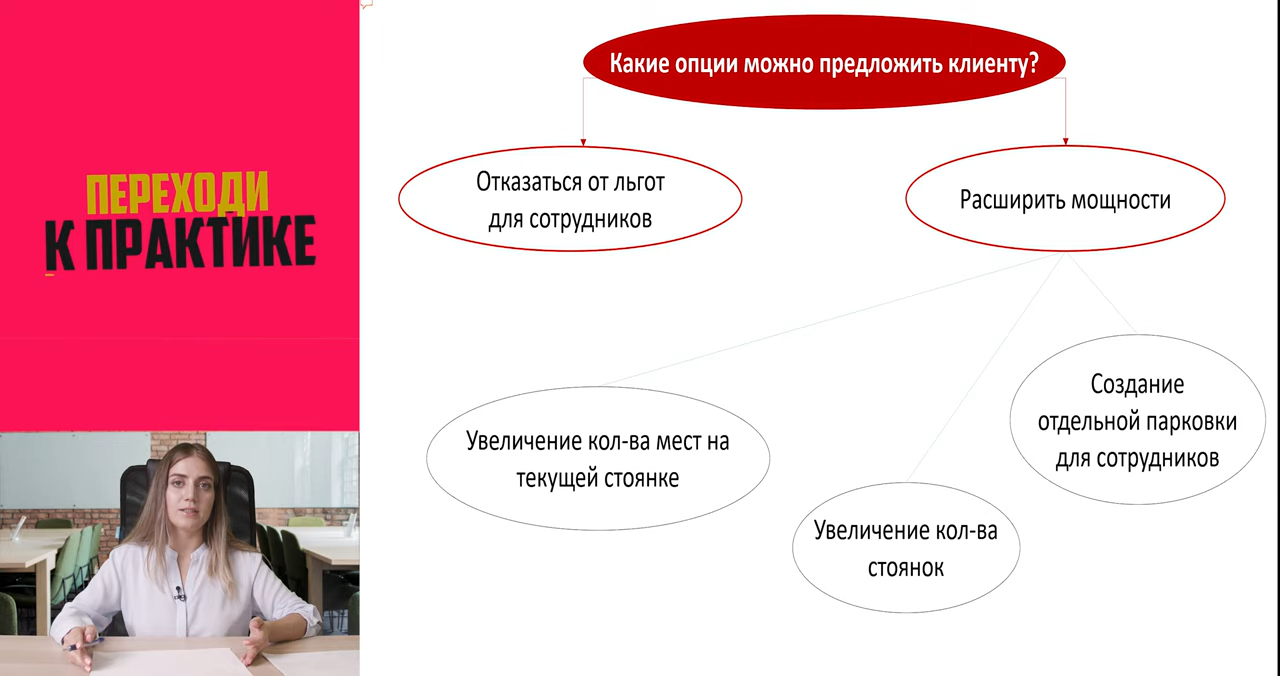 ПЕРЕХОДИ
К ПРАКТИКЕ
Какие опции можно предложить клиенту?
Отказаться от льгот
для сотрудников
Расширить мощности
Увеличение кол-ва мест на
текущей стоянке
Увеличение кол-ва
стоянок
Создание
отдельной парковки
для сотрудников